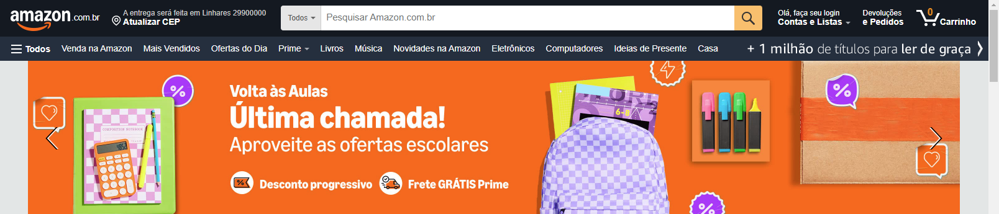 amazon.com.br
A entrega será feita em Linhares 29900000
Atualizar CEP
Todos
Pesquisar Amazon.com.br
Olá, faça seu login
Contas e Listas
Devoluções
e Pedidos
0
Carrinho
Todos
Venda na Amazon
Mais Vendidos
Ofertas do Dia
Prime
Livros
Música
Novidades na Amazon
Eletrônicos
Computadores
Ideias de Presente
Casa
+ 1 milhão de títulos para ler de graça
Volta às Aulas
Última chamada!
Aproveite as ofertas escolares
% Desconto progressivo
Frete GRÁTIS Prime
%
COMPOSITION NOTEBOOK
6-8
%
%